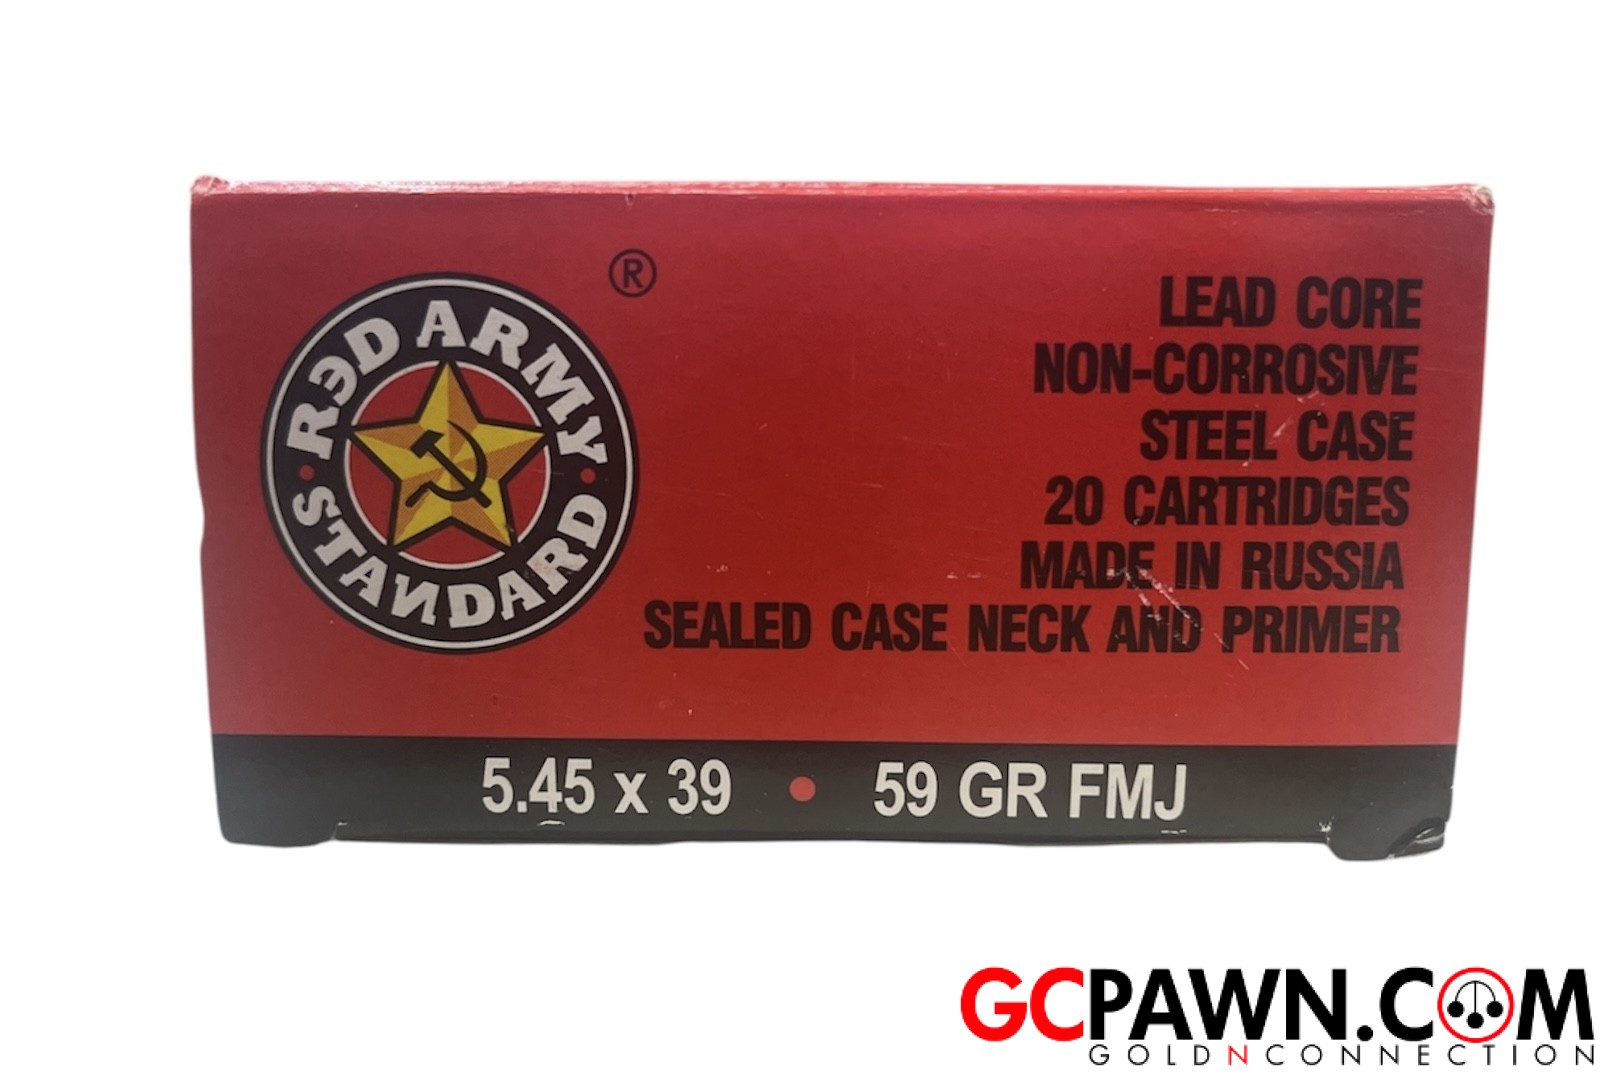 RED ARMY
STANDARD
®
LEAD CORE
NON-CORROSIVE
STEEL CASE
20 CARTRIDGES
MADE IN RUSSIA
SEALED CASE NECK AND PRIMER
5.45 x 39 • 59 GR FMJ
GCPAWN.COM
GOLDNCONNECTION